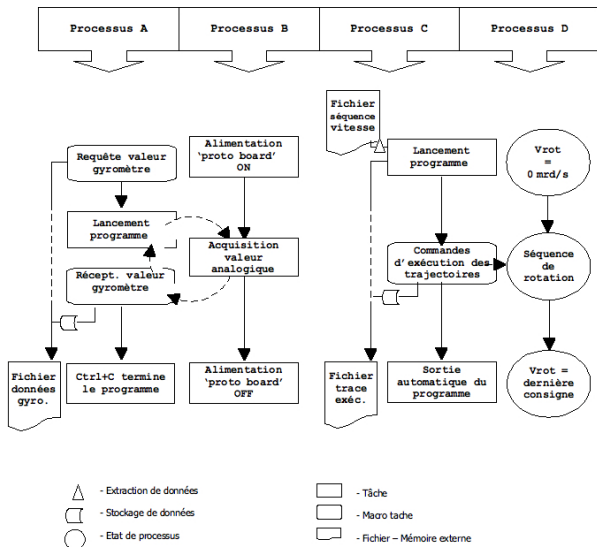 Processus A
Processus B
Processus C
Processus D
Requête valeur
gyromètre
Lancement
programme
Récept. valeur
gyromètre
Fichier
données
gyro.
Ctrl+C termine
le programme
Alimentation
‘proto board’
ON
Acquisition
valeur
analogique
Alimentation
‘proto board’
OFF
Fichier
séquence
vitesse
Lancement
programme
Commandes
d’exécution des
trajectoires
Fichier
trace
exéc.
Sortie
automatique du
programme
Vrot
=
0 mrd/s
Séquence
de
rotation
Vrot =
dernière
consigne
- Extraction de données
- Stockage de données
- Etat de processus
- Tâche
- Macro tache
- Fichier – Mémoire externe